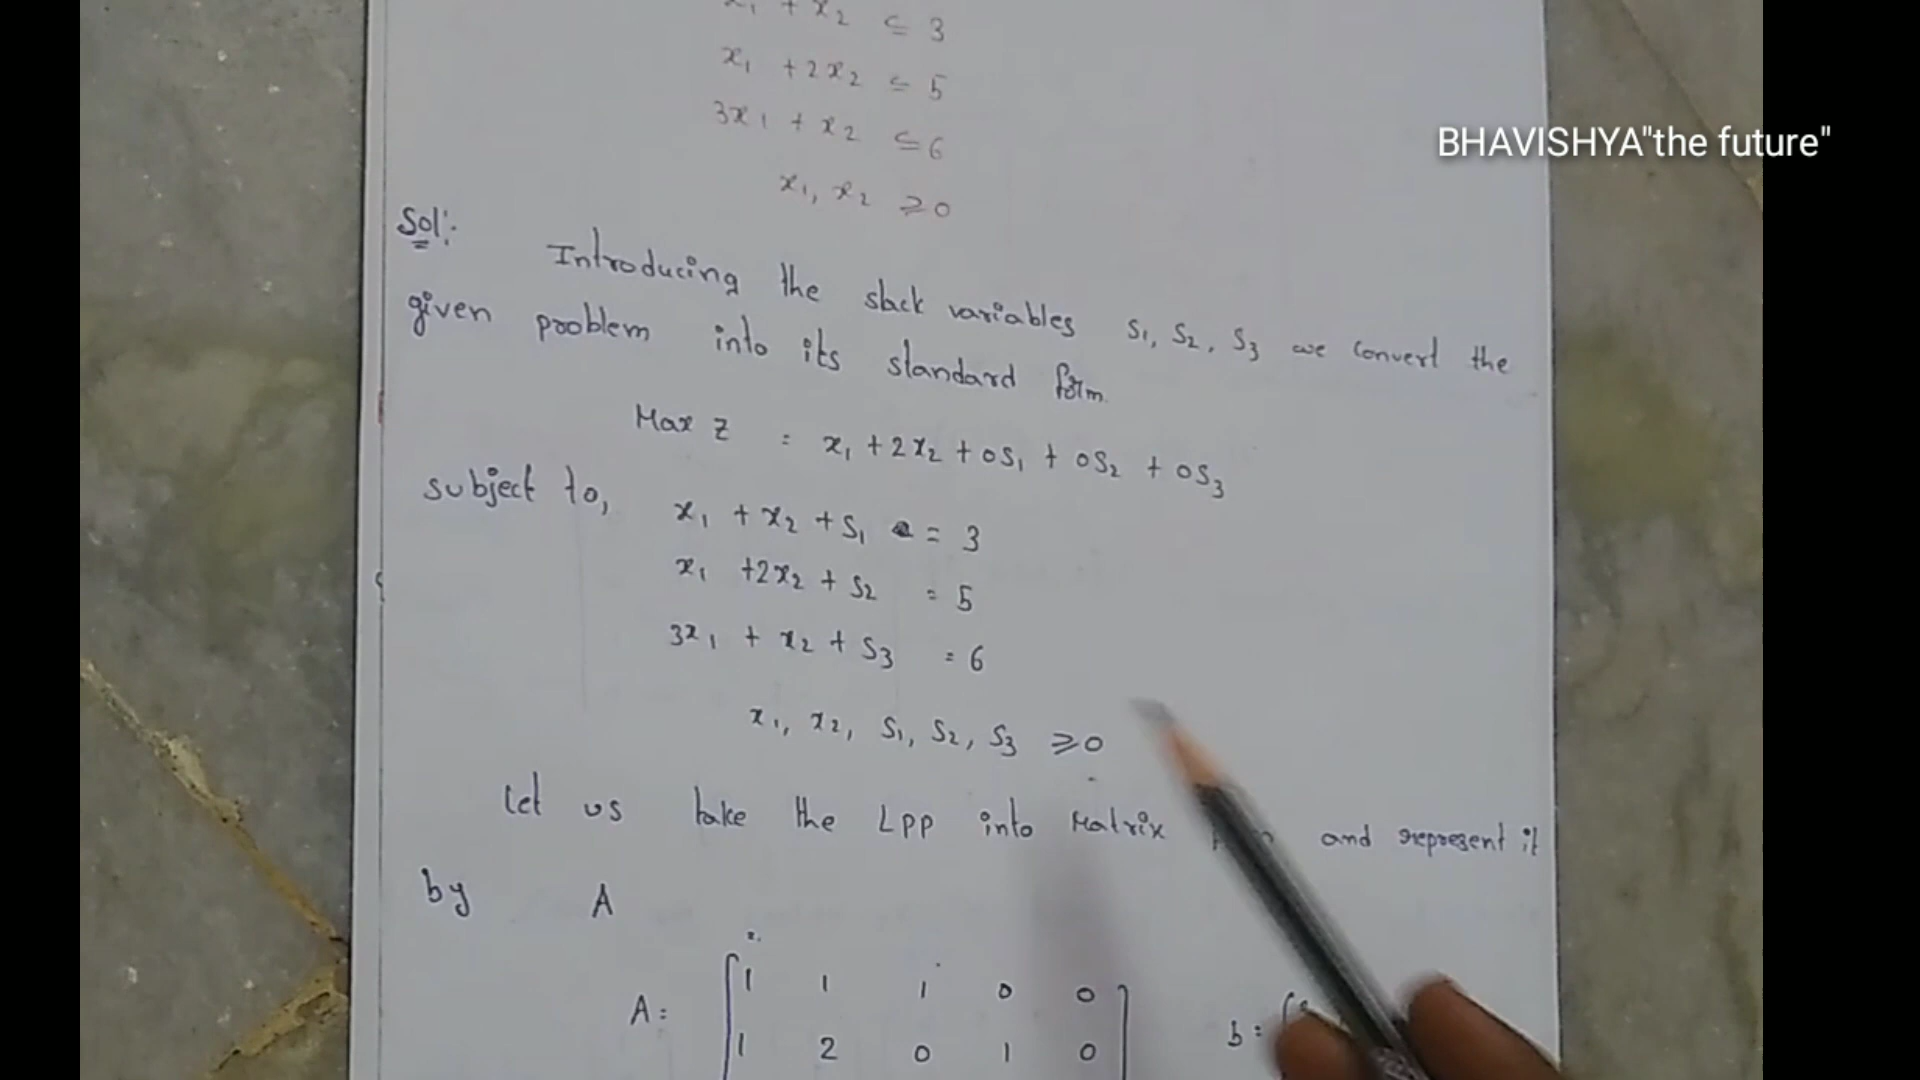 x₁ + x₂ ≤ 3
x₁ + 2x₂ ≤ 5
3x₁ + x₂ ≤ 6
x₁, x₂ ≥ 0
BHAVISHYA"the future"
Sol:-
Introducing the slack variables S₁, S₂, S₃ we convert the
given problem into its standard form.
Max Z = x₁ + 2x₂ + 0S₁ + 0S₂ + 0S₃
subject to, x₁ + x₂ + S₁ = 3
x₁ + 2x₂ + S₂ = 5
3x₁ + x₂ + S₃ = 6
x₁, x₂, S₁, S₂, S₃ ≥ 0
Let us take the LPP into Matrix and represent it
by A
A = [ 1 1 1 0 0 ] b =
1 2 0 1 0